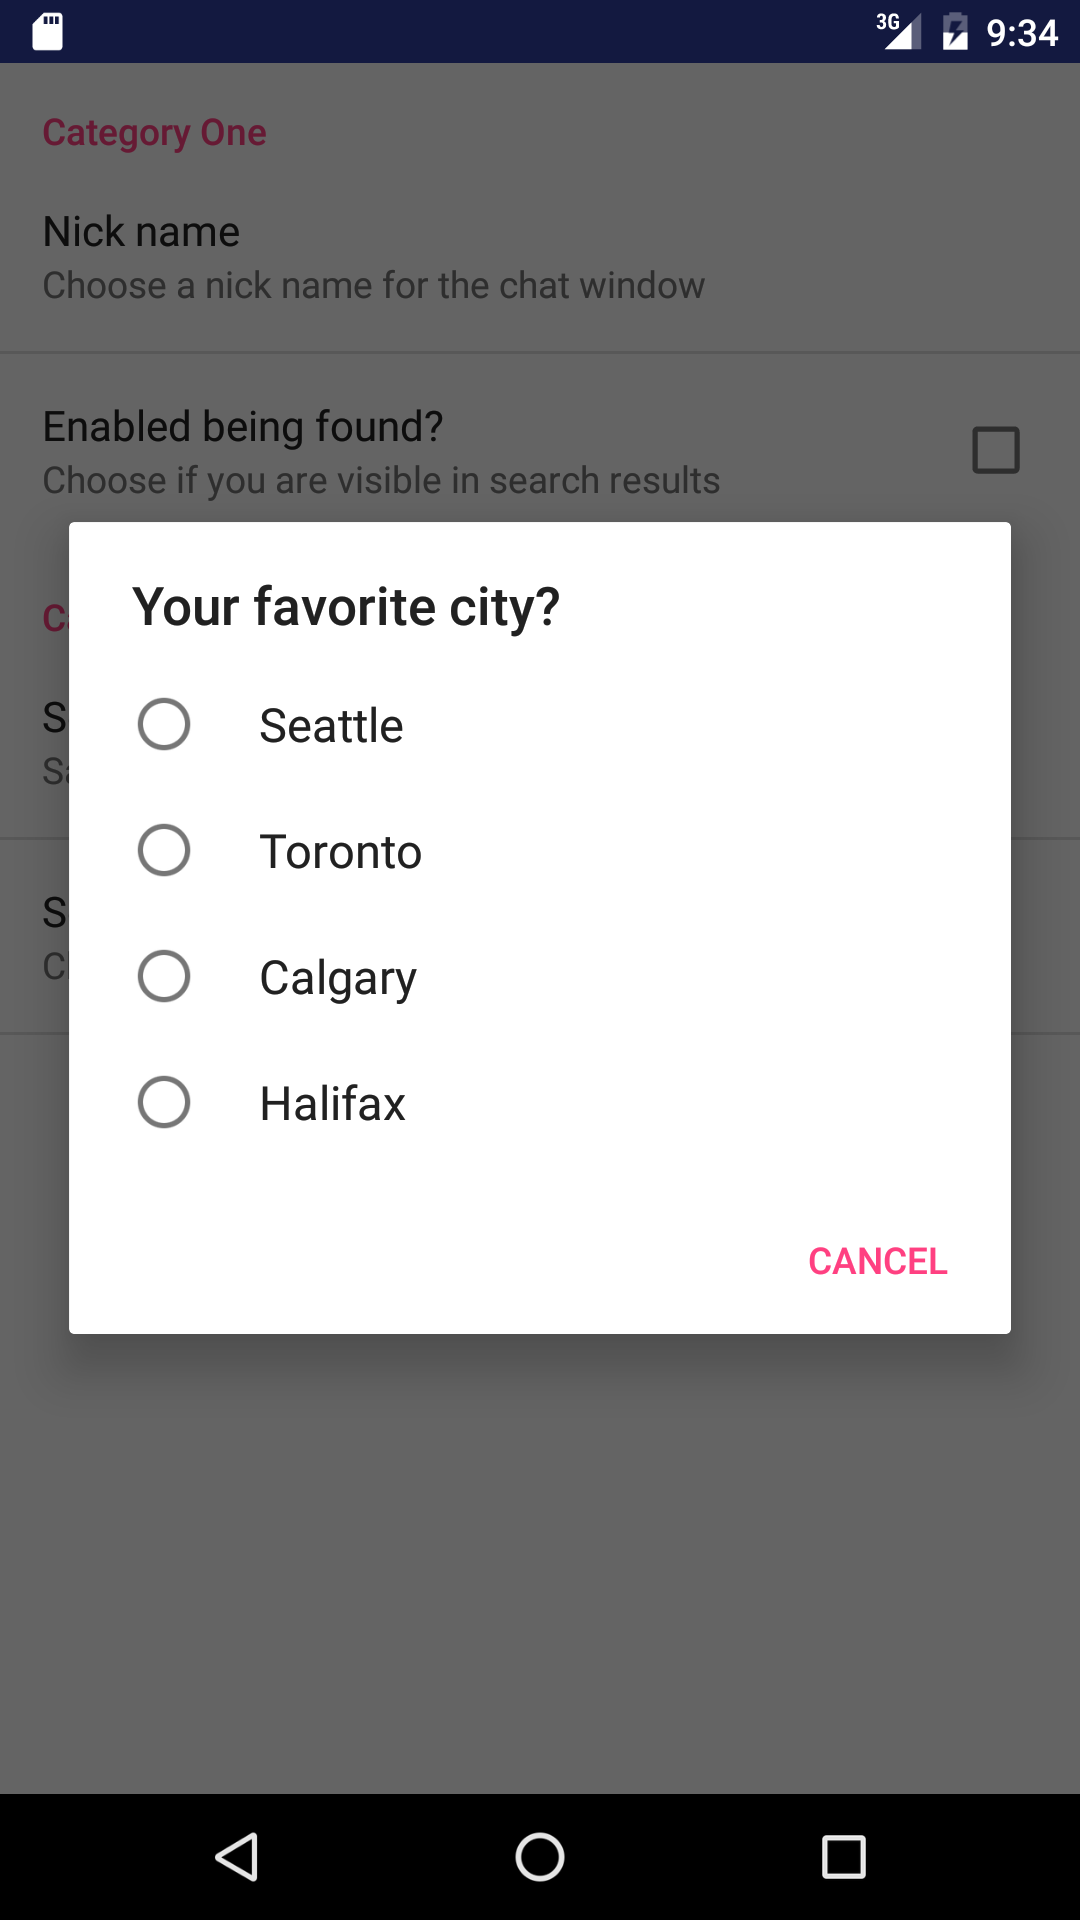 3G 9:34
Category One
Nick name
Choose a nick name for the chat window
Enabled being found?
Choose if you are visible in search results
Your favorite city?
Seattle
Toronto
Calgary
Halifax
CANCEL